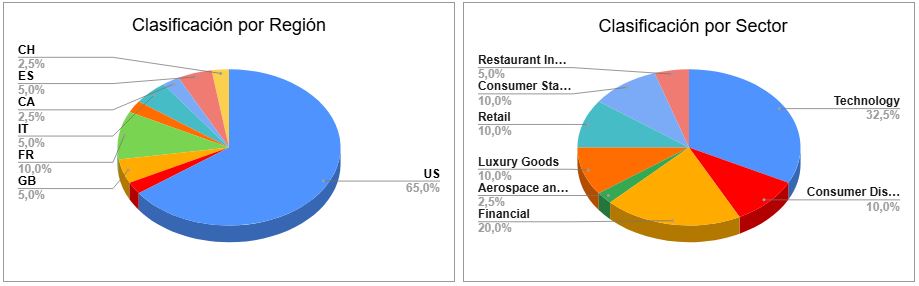 Clasificación por Región
CH
2,5%
ES
5,0%
CA
2,5%
IT
5,0%
FR
10,0%
GB
5,0%
US
65,0%
Clasificación por Sector
Restaurant In...
5,0%
Consumer Sta...
10,0%
Retail
10,0%
Luxury Goods
10,0%
Aerospace an...
2,5%
Financial
20,0%
Technology
32,5%
Consumer Dis...
10,0%